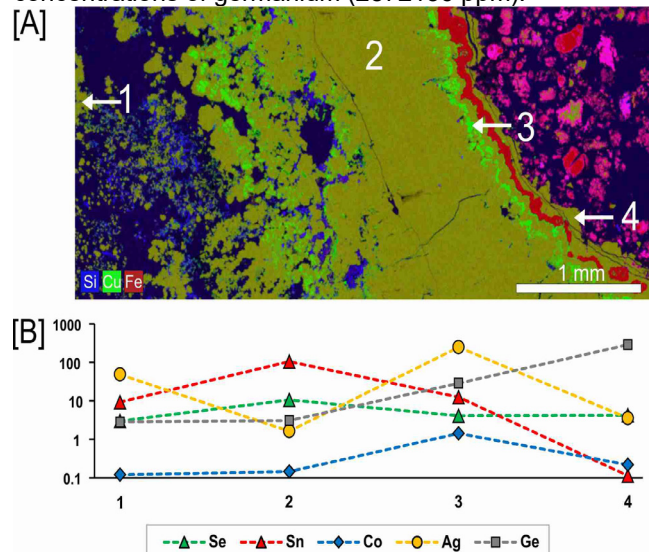 concentrations of germanium (287±163 ppm).
[A]
2
1
3
4
Si Cu Fe
1 mm
[B]
1000
100
10
1
0.1
1 2 3 4
Se Sn Co Ag Ge